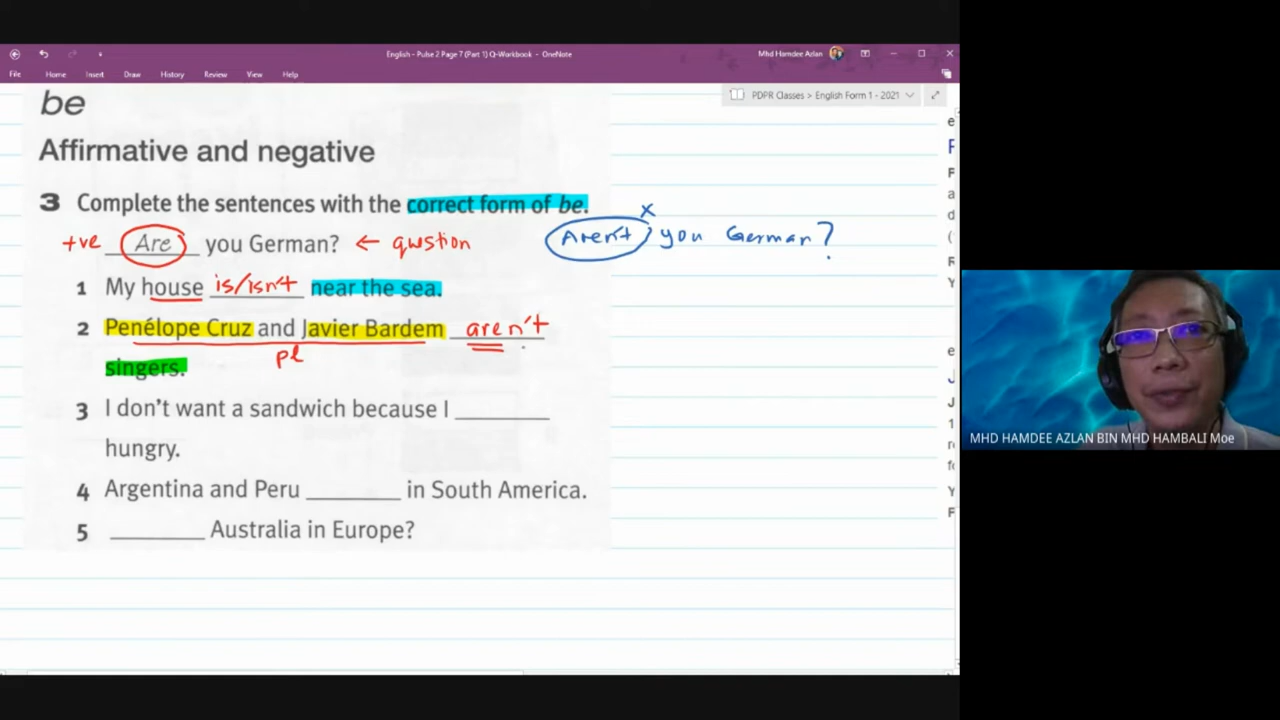 English - Pulse 2 Page 7 (Part 1) Q-Workbook - OneNote
Mhd Hamdee Azlan
File Home Insert Draw History Review View Help
PDPR Classes > English Form 1 - 2021
be
Affirmative and negative
3 Complete the sentences with the correct form of be.
+ve Are you German? ← qustion
x
Aren't you German?
1 My house is/isn't near the sea.
2 Penélope Cruz and Javier Bardem aren't
pl
singers.
3 I don't want a sandwich because I ________
hungry.
4 Argentina and Peru ________ in South America.
5 ________ Australia in Europe?
MHD HAMDEE AZLAN BIN MHD HAMBALI Moe